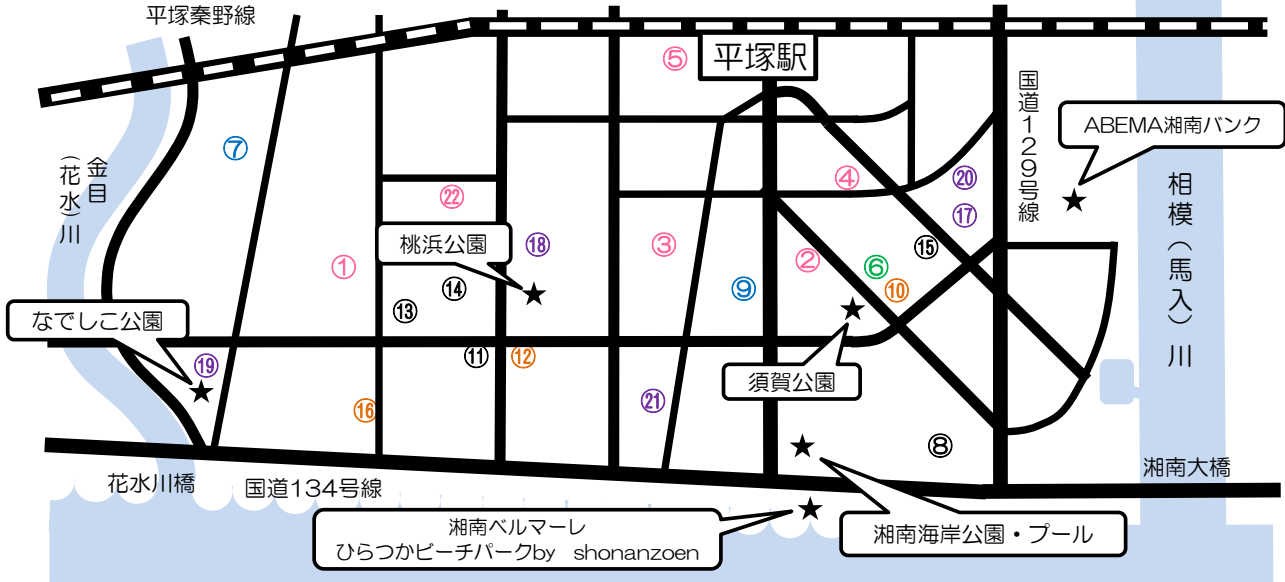 平塚秦野線
⑤
平塚駅
国道129号線
ABEMA湘南バンク
⑦
金目
(花水)川
④
⑳
㉒
⑰
相模(馬入)川
桃浜公園
⑱
③
⑮
①
②
⑥
⑭
⑨
⑩
⑬
なでしこ公園
⑪
⑫
⑲
須賀公園
⑯
㉑
⑧
花水川橋
国道134号線
湘南大橋
湘南ベルマーレ
ひらつかビーチパークby shonanzoen
湘南海岸公園・プール